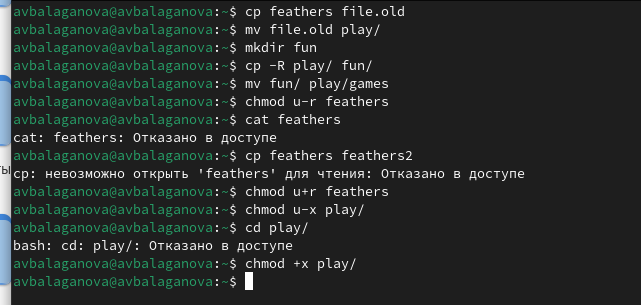 avbalaganova@avbalaganova:~$ cp feathers file.old
avbalaganova@avbalaganova:~$ mv file.old play/
avbalaganova@avbalaganova:~$ mkdir fun
avbalaganova@avbalaganova:~$ cp -R play/ fun/
avbalaganova@avbalaganova:~$ mv fun/ play/games
avbalaganova@avbalaganova:~$ chmod u-r feathers
avbalaganova@avbalaganova:~$ cat feathers
cat: feathers: Отказано в доступе
avbalaganova@avbalaganova:~$ cp feathers feathers2
cp: невозможно открыть 'feathers' для чтения: Отказано в доступе
avbalaganova@avbalaganova:~$ chmod u+r feathers
avbalaganova@avbalaganova:~$ chmod u-x play/
avbalaganova@avbalaganova:~$ cd play/
bash: cd: play/: Отказано в доступе
avbalaganova@avbalaganova:~$ chmod +x play/
avbalaganova@avbalaganova:~$